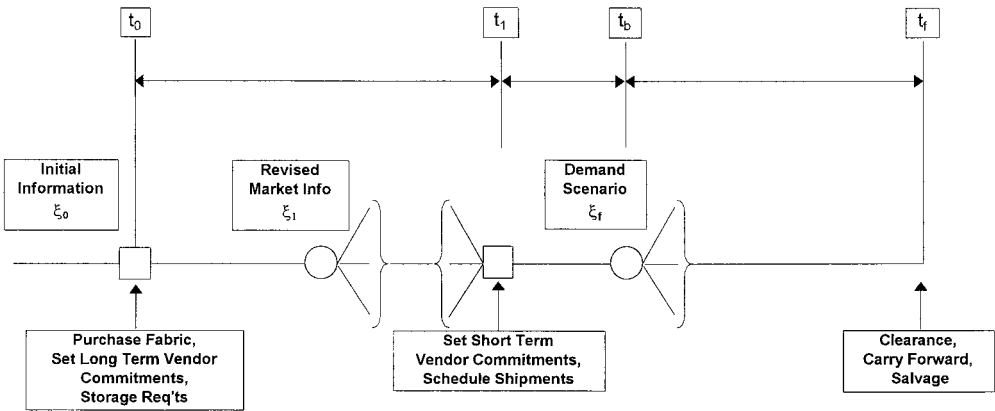 t0
t1
tb
tf
Initial
Information
ξ0
Revised
Market Info
ξ1
Demand
Scenario
ξf
Purchase Fabric,
Set Long Term Vendor
Commitments,
Storage Req'ts
Set Short Term
Vendor Commitments,
Schedule Shipments
Clearance,
Carry Forward,
Salvage